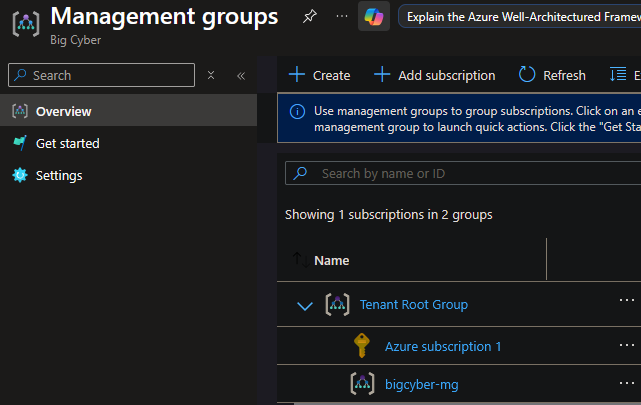 Management groups
Explain the Azure Well-Architected Framew
Big Cyber
Search
Overview
Get started
Settings
Create
Add subscription
Refresh
Use management groups to group subscriptions. Click on an e
management group to launch quick actions. Click the "Get Sta
Search by name or ID
Showing 1 subscriptions in 2 groups
Name
Tenant Root Group
Azure subscription 1
bigcyber-mg